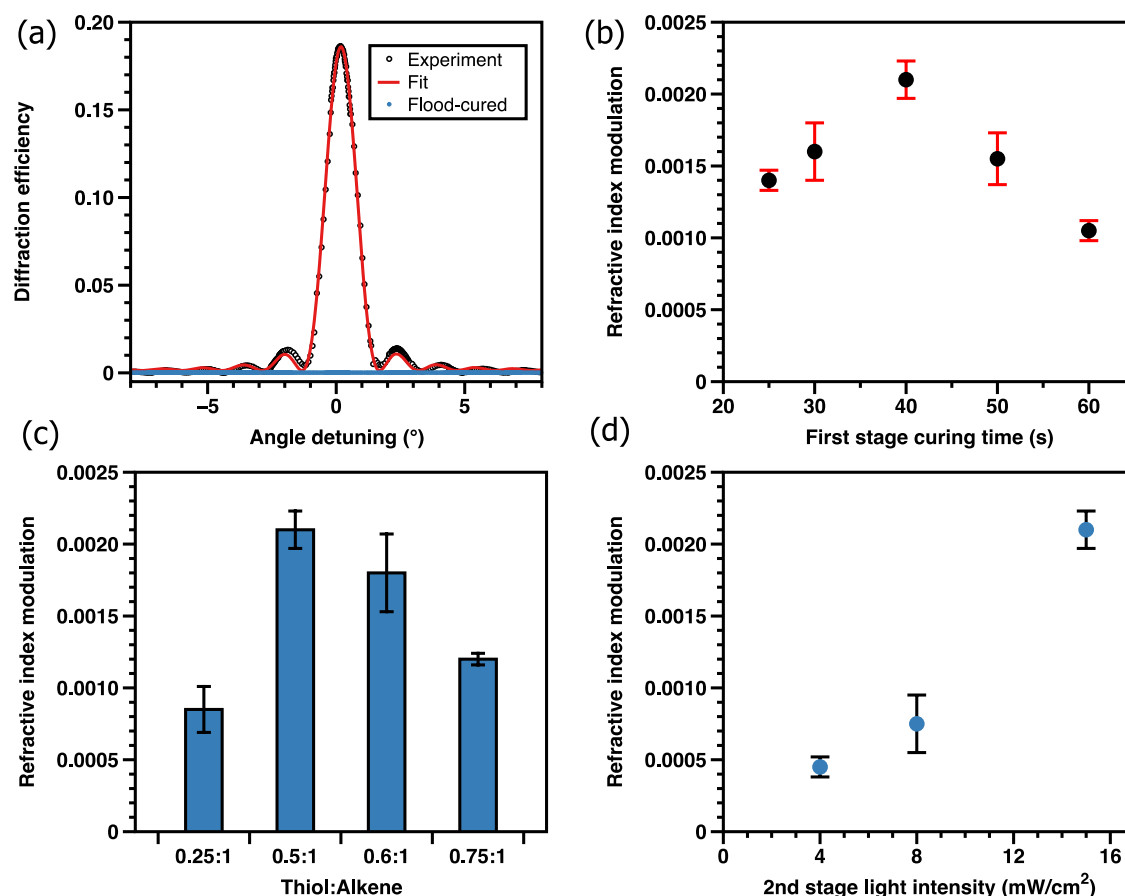 (a)
0.20
0.15
0.10
0.05
0
Diffraction efficiency
Experiment
Fit
Flood-cured
−5
0
5
Angle detuning (°)
(b)
0.0025
0.0020
0.0015
0.0010
0.0005
0
Refractive index modulation
20
30
40
50
60
First stage curing time (s)
(c)
0.0025
0.0020
0.0015
0.0010
0.0005
0
Refractive index modulation
0.25:1
0.5:1
0.6:1
0.75:1
Thiol:Alkene
(d)
0.0025
0.0020
0.0015
0.0010
0.0005
0
Refractive index modulation
0
4
8
12
16
2nd stage light intensity (mW/cm²)